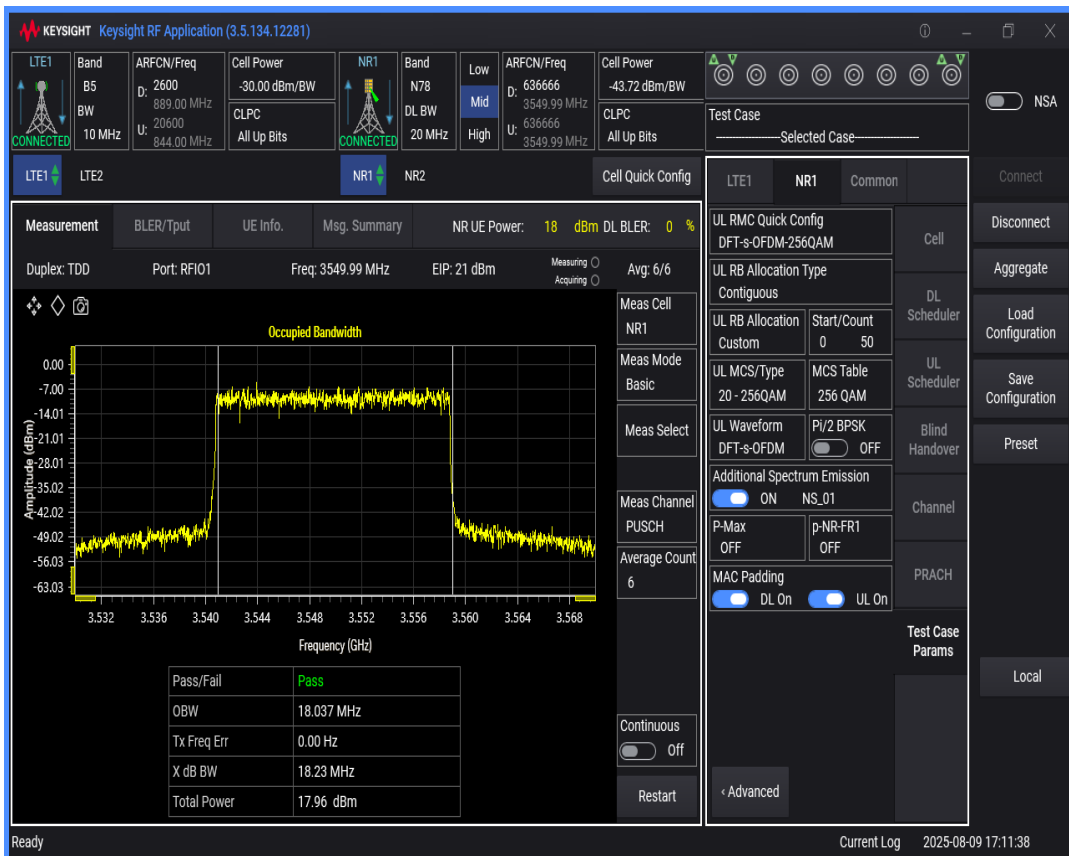 KEYSIGHT Keysight RF Application (3.5.134.12281)
LTE1
CONNECTED
Band
B5
BW
10 MHz
ARFCN/Freq
D: 2600
889.00 MHz
U: 20600
844.00 MHz
Cell Power
-30.00 dBm/BW
CLPC
All Up Bits
NR1
CONNECTED
Band
N78
DL BW
20 MHz
Low
Mid
High
ARFCN/Freq
D: 636666
3549.99 MHz
U: 636666
3549.99 MHz
Cell Power
-43.72 dBm/BW
CLPC
All Up Bits
Test Case
--------------------Selected Case----------------
NSA
LTE1 LTE2 NR1 NR2 Cell Quick Config
Measurement BLER/Tput UE Info. Msg. Summary NR UE Power: 18 dBm DL BLER: 0 %
Duplex: TDD Port: RFIO1 Freq: 3549.99 MHz EIP: 21 dBm Measuring Avg: 6/6
Acquiring
Occupied Bandwidth
Amplitude (dBm)
0.00
-7.00
-14.01
-21.01
-28.01
-35.02
-42.02
-49.02
-56.03
-63.03
3.532 3.536 3.540 3.544 3.548 3.552 3.556 3.560 3.564 3.568
Frequency (GHz)
Pass/Fail Pass
OBW 18.037 MHz
Tx Freq Err 0.00 Hz
X dB BW 18.23 MHz
Total Power 17.96 dBm
Meas Cell
NR1
Meas Mode
Basic
Meas Select
Meas Channel
PUSCH
Average Count
6
Continuous
Off
Restart
LTE1 NR1 Common
UL RMC Quick Config
DFT-s-OFDM-256QAM
UL RB Allocation Type
Contiguous
UL RB Allocation Start/Count
Custom 0 50
UL MCS/Type MCS Table
20 - 256QAM 256 QAM
UL Waveform Pi/2 BPSK
DFT-s-OFDM OFF
Additional Spectrum Emission
ON NS_01
P-Max p-NR-FR1
OFF OFF
MAC Padding
DL On UL On
‹ Advanced
Cell
DL
Scheduler
UL
Scheduler
Blind
Handover
Channel
PRACH
Test Case
Params
Connect
Disconnect
Aggregate
Load
Configuration
Save
Configuration
Preset
Local
Ready Current Log 2025-08-09 17:11:38